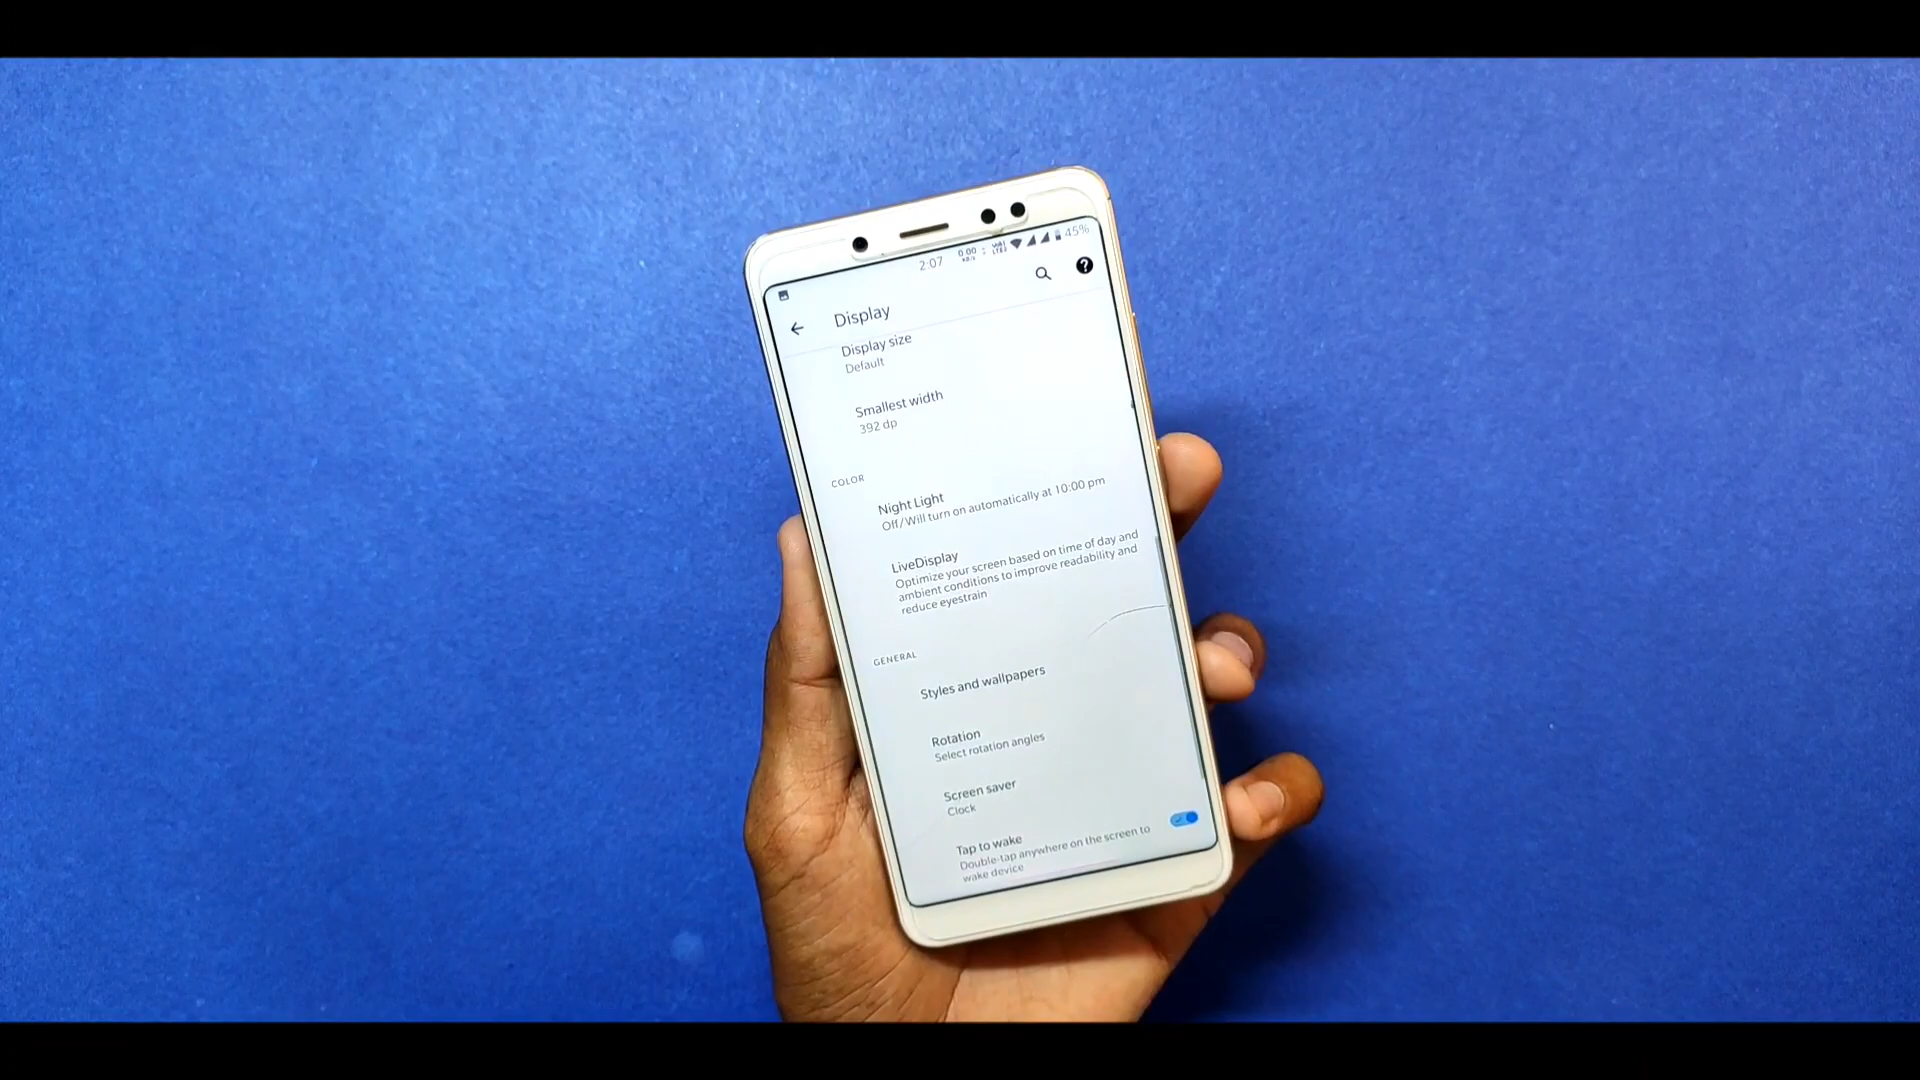 2:07 0.00 45%
Display
Display size
Default
Smallest width
392 dp
COLOR
Night Light
Off/Will turn on automatically at 10:00 pm
LiveDisplay
Optimize your screen based on time of day and
ambient conditions to improve readability and
reduce eyestrain
GENERAL
Styles and wallpapers
Rotation
Select rotation angles
Screen saver
Clock
Tap to wake
Double-tap anywhere on the screen to
wake device